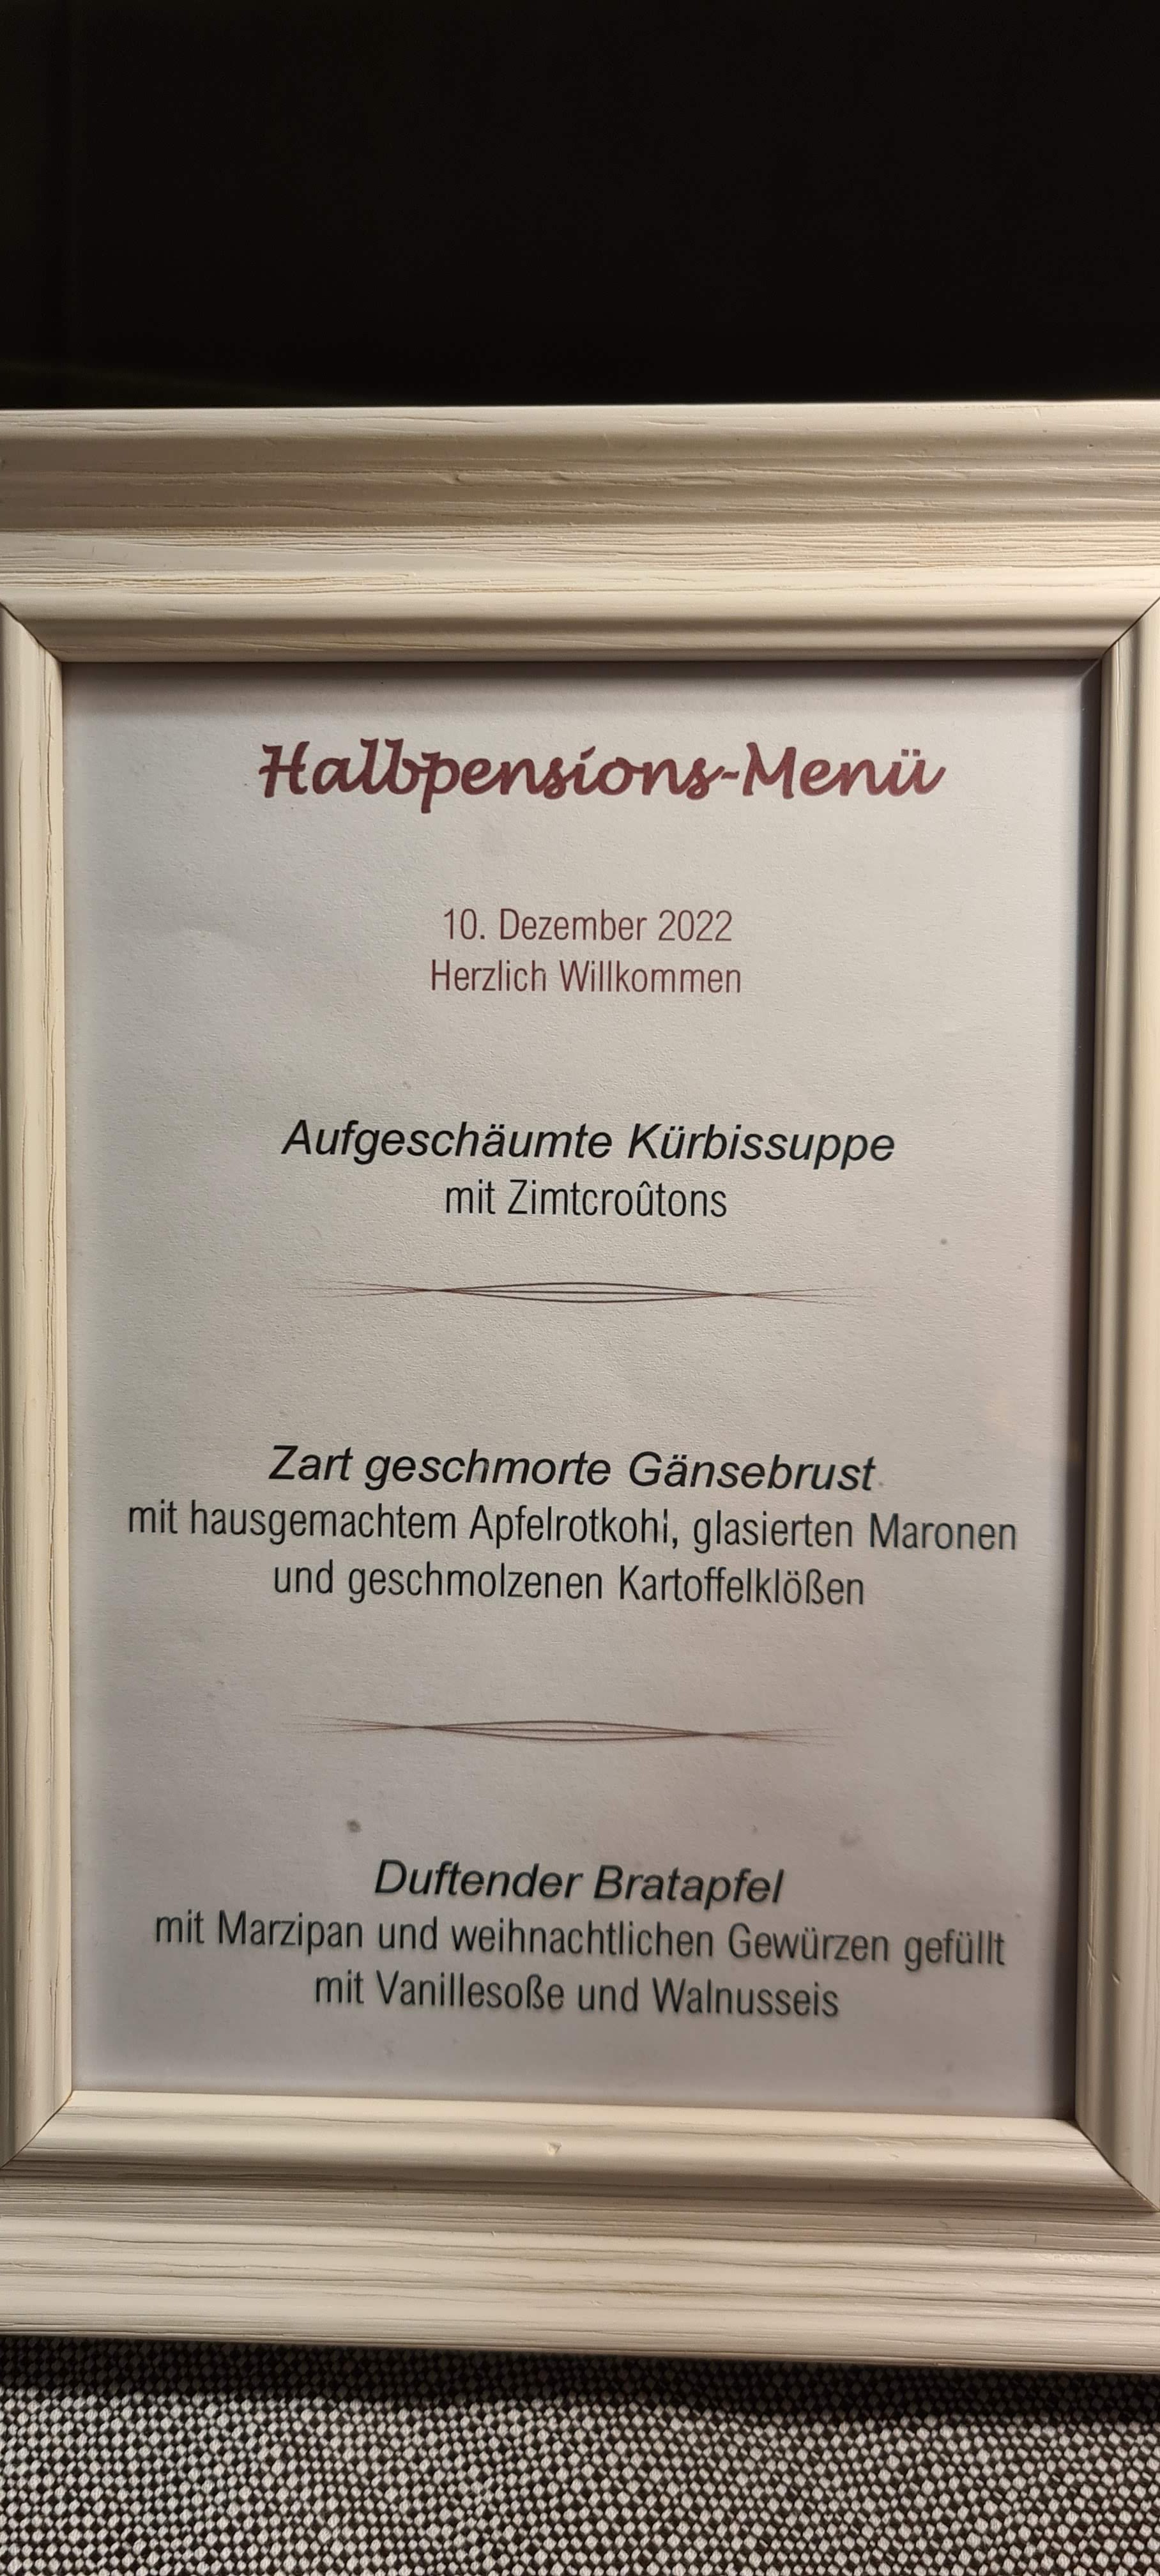 Halbpensions-Menü
10. Dezember 2022
Herzlich Willkommen
Aufgeschäumte Kürbissuppe
mit Zimtcroûtons
Zart geschmorte Gänsebrust
mit hausgemachtem Apfelrotkohl, glasierten Maronen
und geschmolzenen Kartoffelklößen
Duftender Bratapfel
mit Marzipan und weihnachtlichen Gewürzen gefüllt
mit Vanillesoße und Walnusseis